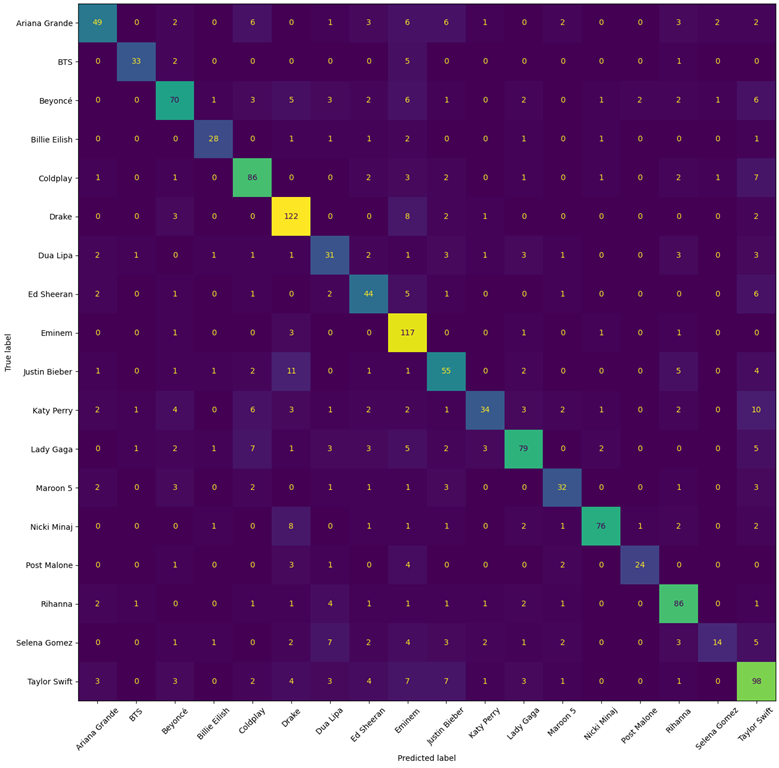 Ariana Grande 49 0 2 0 6 0 1 3 6 6 1 0 2 0 0 3 2 2
BTS 0 33 2 0 0 0 0 0 5 0 0 0 0 0 0 1 0 0
Beyoncé 0 0 70 1 3 5 3 2 6 1 0 2 0 1 2 2 1 6
Billie Eilish 0 0 0 28 0 1 1 1 2 0 0 1 0 1 0 0 0 1
Coldplay 1 0 1 0 86 0 0 2 3 2 0 1 0 1 0 2 1 7
Drake 0 0 3 0 0 122 0 0 8 2 1 0 0 0 0 0 0 2
Dua Lipa 2 1 0 1 1 1 31 2 1 3 1 3 1 0 0 3 0 3
Ed Sheeran 2 0 1 0 1 0 2 44 5 1 0 0 1 0 0 0 0 6
Eminem 0 0 1 0 0 3 0 0 117 0 0 1 0 1 0 1 0 0
Justin Bieber 1 0 1 1 2 11 0 1 1 55 0 2 0 0 0 5 0 4
Katy Perry 2 1 4 0 6 3 1 2 2 1 34 3 2 1 0 2 0 10
Lady Gaga 0 1 2 1 7 1 3 3 5 2 3 79 0 2 0 0 0 5
Maroon 5 2 0 3 0 2 0 1 1 1 3 0 0 32 0 0 1 0 3
Nicki Minaj 0 0 0 1 0 8 0 1 1 1 0 2 1 76 1 2 0 2
Post Malone 0 0 1 0 0 3 1 0 4 0 0 0 2 0 24 0 0 0
Rihanna 2 1 0 0 1 1 4 1 1 1 1 2 1 0 0 86 0 1
Selena Gomez 0 0 1 1 0 2 7 2 4 3 2 1 2 0 0 3 14 5
Taylor Swift 3 0 3 0 2 4 3 4 7 7 1 3 1 0 0 1 0 98
True label
Ariana Grande BTS Beyoncé Billie Eilish Coldplay Drake Dua Lipa Ed Sheeran Eminem Justin Bieber Katy Perry Lady Gaga Maroon 5 Nicki Minaj Post Malone Rihanna Selena Gomez Taylor Swift
Predicted label